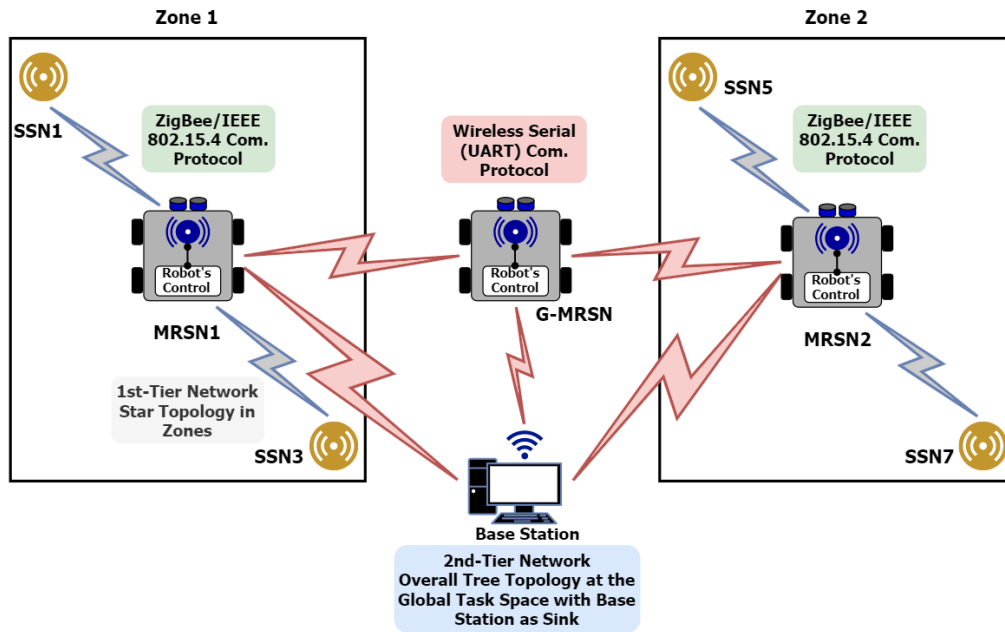 Zone 1
Zone 2
SSN1
ZigBee/IEEE
802.15.4 Com.
Protocol
Wireless Serial
(UART) Com.
Protocol
SSN5
ZigBee/IEEE
802.15.4 Com.
Protocol
Robot's
Control
MRSN1
Robot's
Control
G-MRSN
Robot's
Control
MRSN2
1st-Tier Network
Star Topology in
Zones
SSN3
SSN7
Base Station
2nd-Tier Network
Overall Tree Topology at the
Global Task Space with Base
Station as Sink